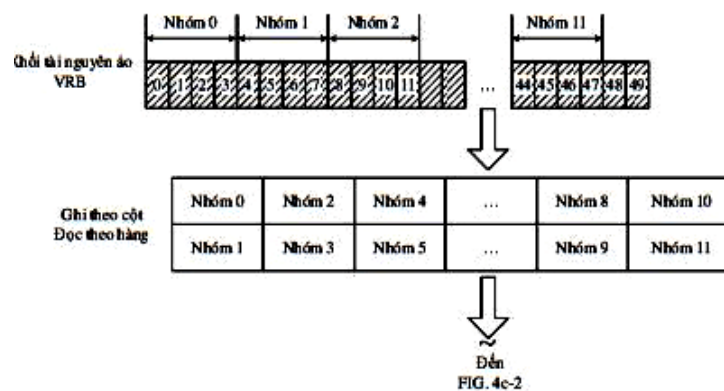 Nhóm 0 Nhóm 1 Nhóm 2 Nhóm 11
Khối tài nguyên ảo
VRB
0 1 2 3 4 5 6 7 8 9 10 11 ... 44 45 46 47 48 49
Ghi theo cột
Đọc theo hàng
Nhóm 0 Nhóm 2 Nhóm 4 ... Nhóm 8 Nhóm 10
Nhóm 1 Nhóm 3 Nhóm 5 ... Nhóm 9 Nhóm 11
~
Đến
FIG. 4c-2